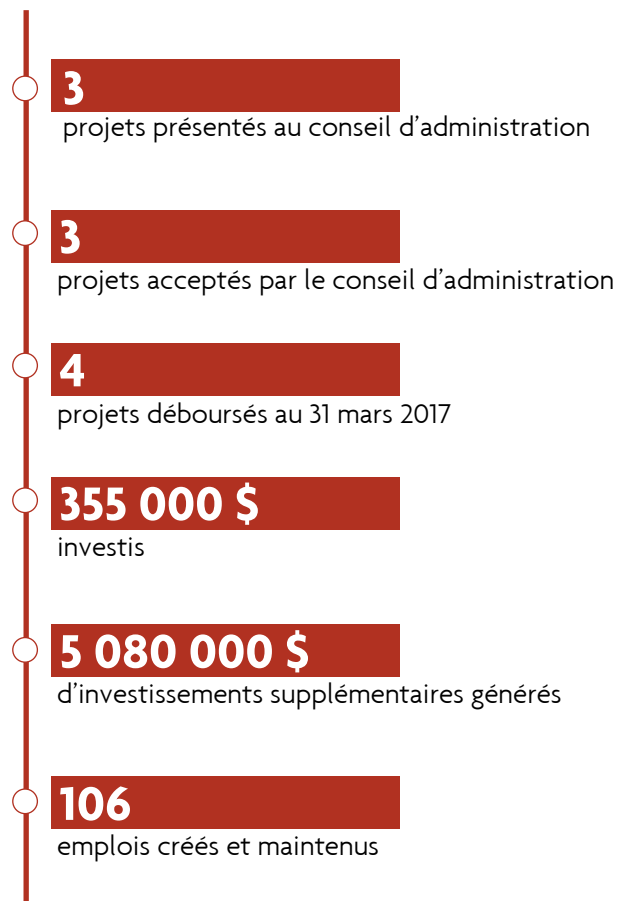 3
projets présentés au conseil d’administration
3
projets acceptés par le conseil d’administration
4
projets déboursés au 31 mars 2017
355 000 $
investis
5 080 000 $
d’investissements supplémentaires générés
106
emplois créés et maintenus